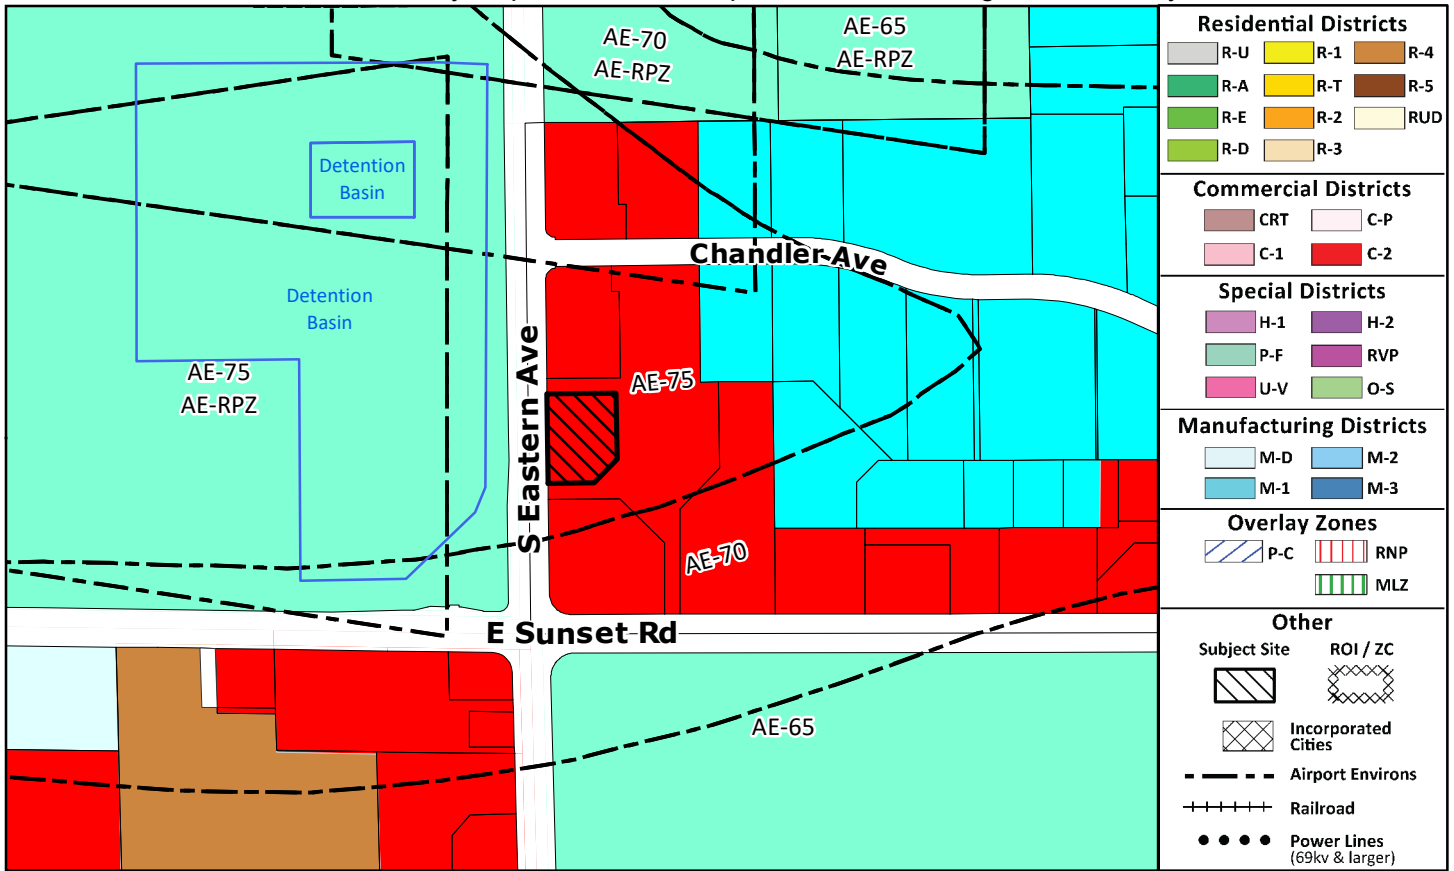 AE-70
AE-RPZ
AE-65
AE-RPZ
Detention
Basin
Detention
Basin
AE-75
AE-RPZ
Chandler Ave
S Eastern Ave
AE-75
AE-70
E Sunset Rd
AE-65
Residential Districts
R-U
R-1
R-4
R-A
R-T
R-5
R-E
R-2
RUD
R-D
R-3
Commercial Districts
CRT
C-P
C-1
C-2
Special Districts
H-1
H-2
P-F
RVP
U-V
O-S
Manufacturing Districts
M-D
M-2
M-1
M-3
Overlay Zones
P-C
RNP
MLZ
Other
Subject Site
ROI / ZC
Incorporated
Cities
Airport Environs
Railroad
Power Lines
(69kv & larger)